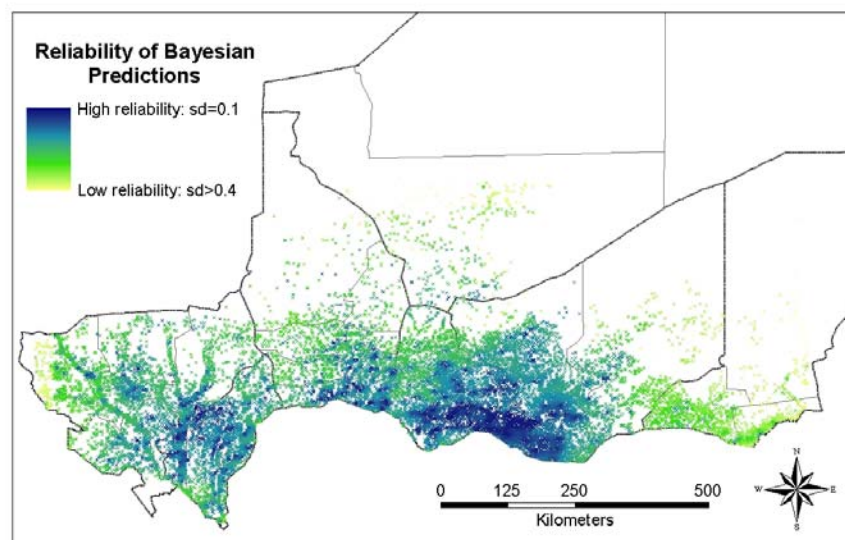 Reliability of Bayesian
Predictions
High reliability: sd=0.1
Low reliability: sd>0.4
N
W
E
S
0 125 250 500
Kilometers